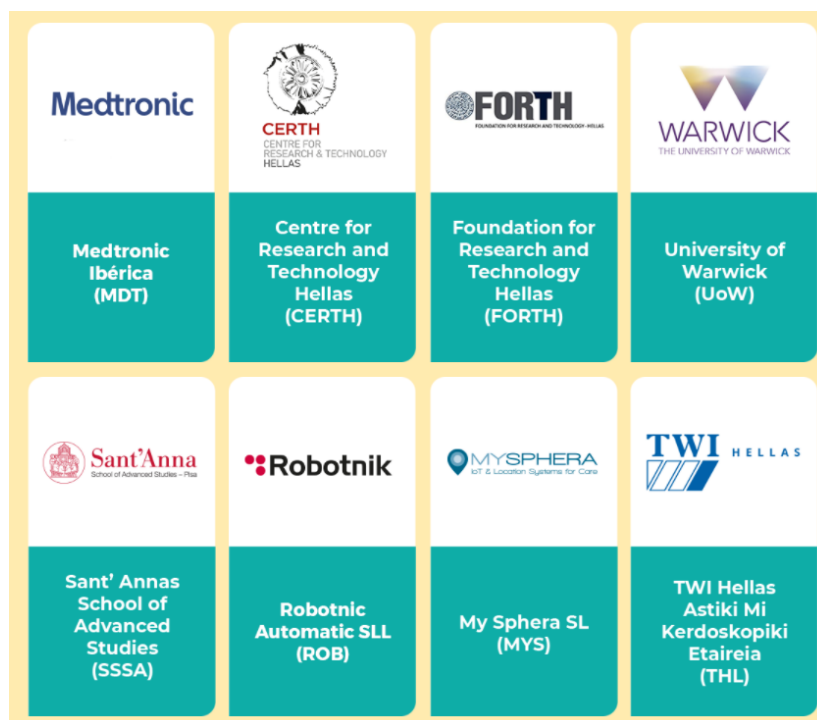 Medtronic
CERTH
CENTRE FOR
RESEARCH & TECHNOLOGY
HELLAS
FORTH
FOUNDATION FOR RESEARCH AND TECHNOLOGY - HELLAS
WARWICK
THE UNIVERSITY OF WARWICK
Medtronic
Ibérica
(MDT)
Centre for
Research and
Technology
Hellas
(CERTH)
Foundation for
Research and
Technology
Hellas
(FORTH)
University of
Warwick
(UoW)
Sant'Anna
School of Advanced Studies – Pisa
Robotnik
MYSPHERA
IoT & Location Systems for Care
TWI HELLAS
Sant' Annas
School of
Advanced
Studies
(SSSA)
Robotnic
Automatic SLL
(ROB)
My Sphera SL
(MYS)
TWI Hellas
Astiki Mi
Kerdoskopiki
Etaireia
(THL)